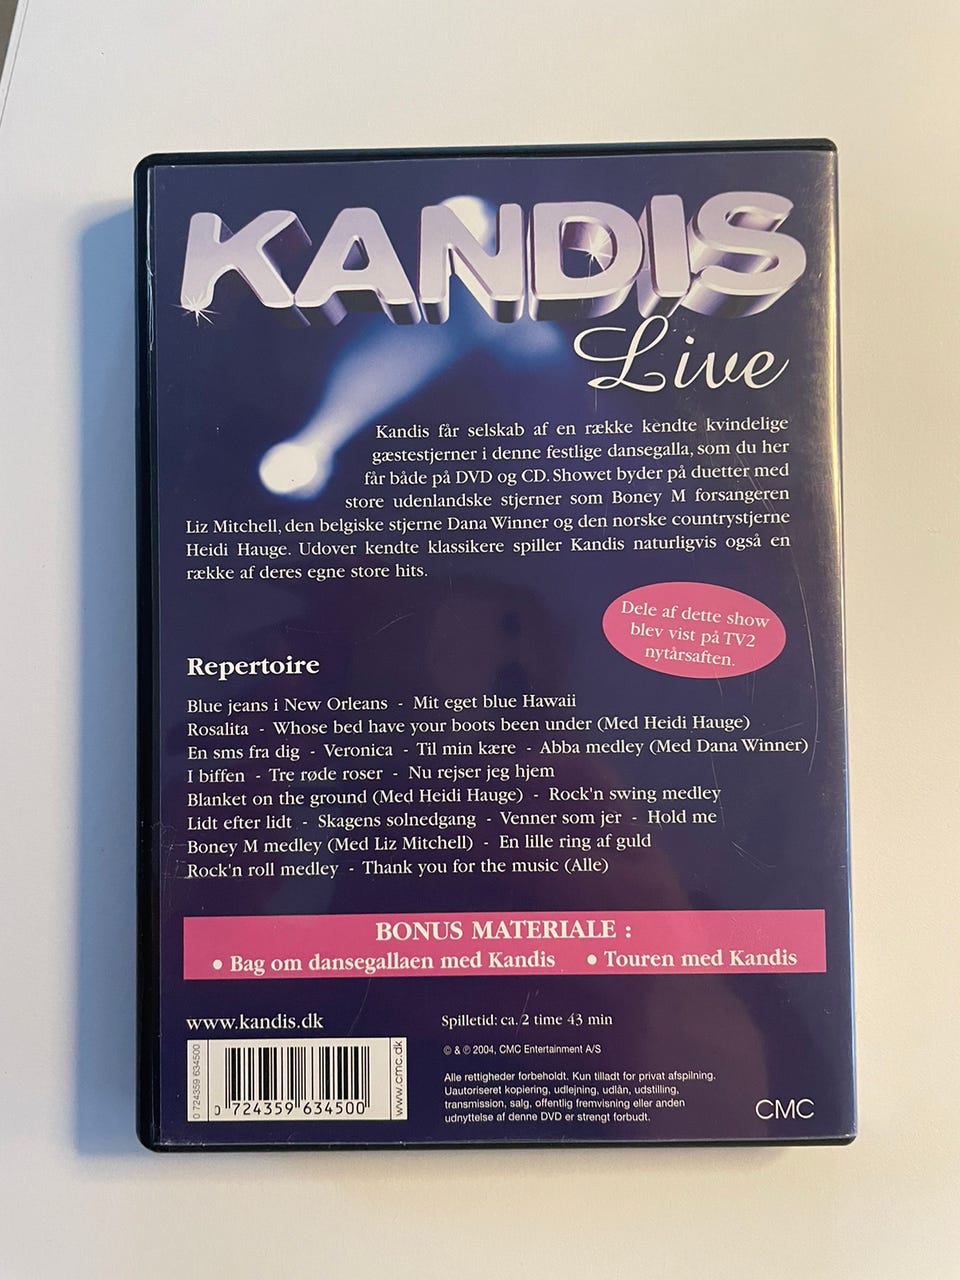 KANDIS
Live
Kandis får selskab af en række kendte kvindelige
gæstestjerner i denne festlige dansegalla, som du her
får både på DVD og CD. Showet byder på duetter med
store udenlandske stjerner som Boney M forsangeren
Liz Mitchell, den belgiske stjerne Dana Winner og den norske countrystjerne
Heidi Hauge. Udover kendte klassikere spiller Kandis naturligvis også en
række af deres egne store hits.
Dele af dette show
blev vist på TV2
nytårsaften.
Repertoire
Blue jeans i New Orleans - Mit eget blue Hawaii
Rosalita - Whose bed have your boots been under (Med Heidi Hauge)
En sms fra dig - Veronica - Til min kære - Abba medley (Med Dana Winner)
I biffen - Tre røde roser - Nu rejser jeg hjem
Blanket on the ground (Med Heidi Hauge) - Rock'n swing medley
Lidt efter lidt - Skagens solnedgang - Venner som jer - Hold me
Boney M medley (Med Liz Mitchell) - En lille ring af guld
Rock'n roll medley - Thank you for the music (Alle)
BONUS MATERIALE :
• Bag om dansegallaen med Kandis • Touren med Kandis
www.kandis.dk
Spilletid: ca. 2 time 43 min
0 724359 634500
0 724359 634500
www.cmc.dk
© & ℗ 2004, CMC Entertainment A/S
Alle rettigheder forbeholdt. Kun tilladt for privat afspilning.
Uautoriseret kopiering, udlejning, udlån, udstilling,
transmission, salg, offentlig fremvisning eller anden
udnyttelse af denne DVD er strengt forbudt.
CMC